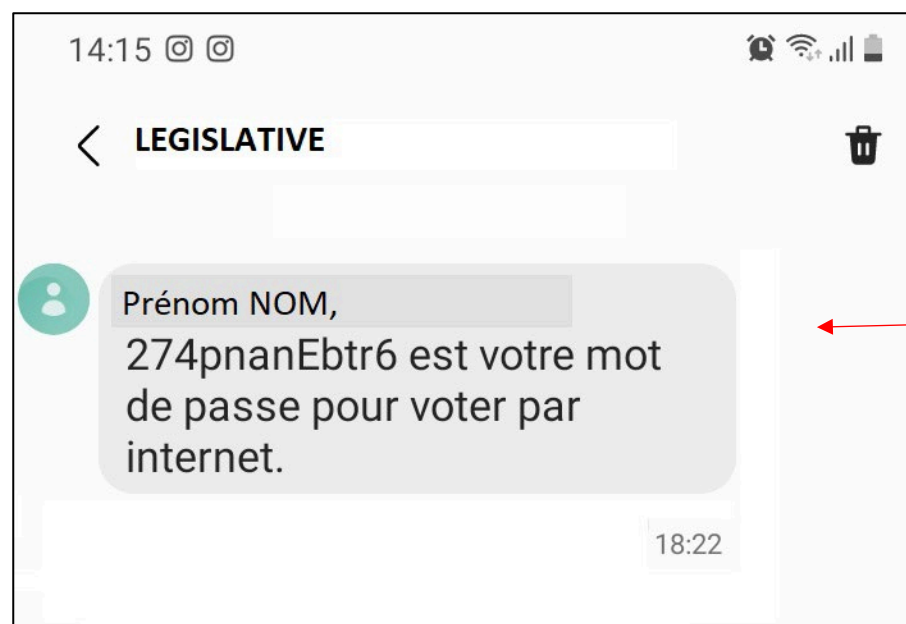 14:15
LEGISLATIVE
Prénom NOM,
274pnanEbtr6 est votre mot
de passe pour voter par
internet.
18:22